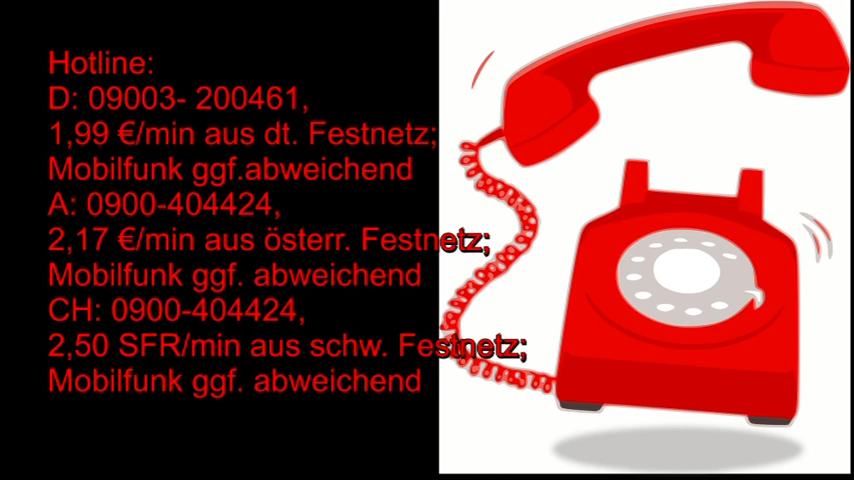 Hotline:
D: 09003- 200461,
1,99 €/min aus dt. Festnetz;
Mobilfunk ggf.abweichend
A: 0900-404424,
2,17 €/min aus österr. Festnetz;
Mobilfunk ggf. abweichend
CH: 0900-404424,
2,50 SFR/min aus schw. Festnetz;
Mobilfunk ggf. abweichend